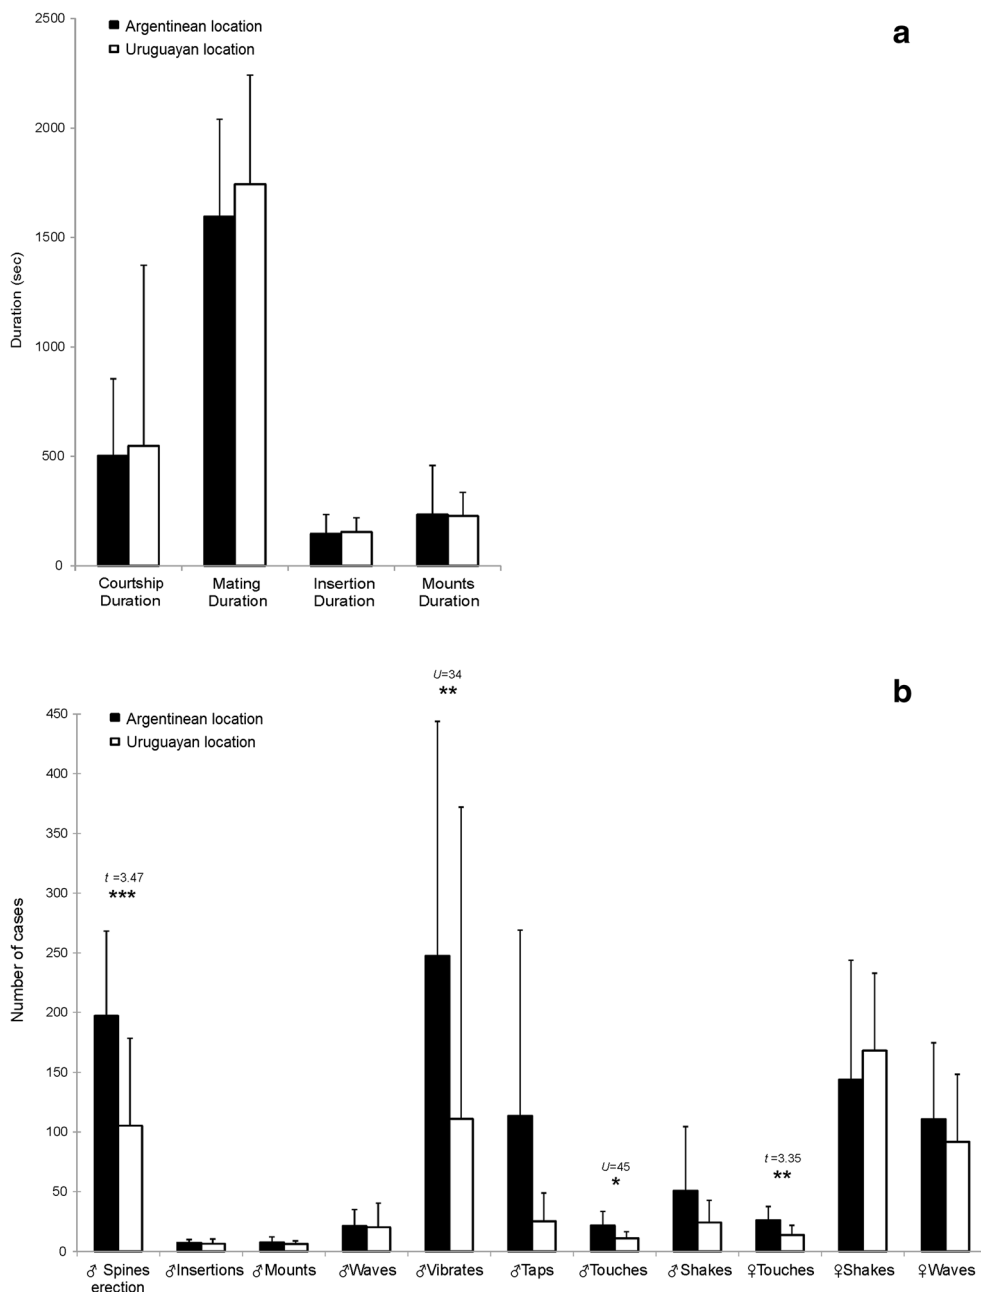 a
Argentinean location
Uruguayan location
2500
2000
1500
1000
500
0
Duration (sec)
Courtship Duration
Mating Duration
Insertion Duration
Mounts Duration
b
Argentinean location
Uruguayan location
450
400
350
300
250
200
150
100
50
0
Number of cases
t =3.47
***
U=34
**
U=45
*
t =3.35
**
♂ Spines erection
♂Insertions
♂Mounts
♂Waves
♂Vibrates
♂Taps
♂Touches
♂Shakes
♀Touches
♀Shakes
♀Waves